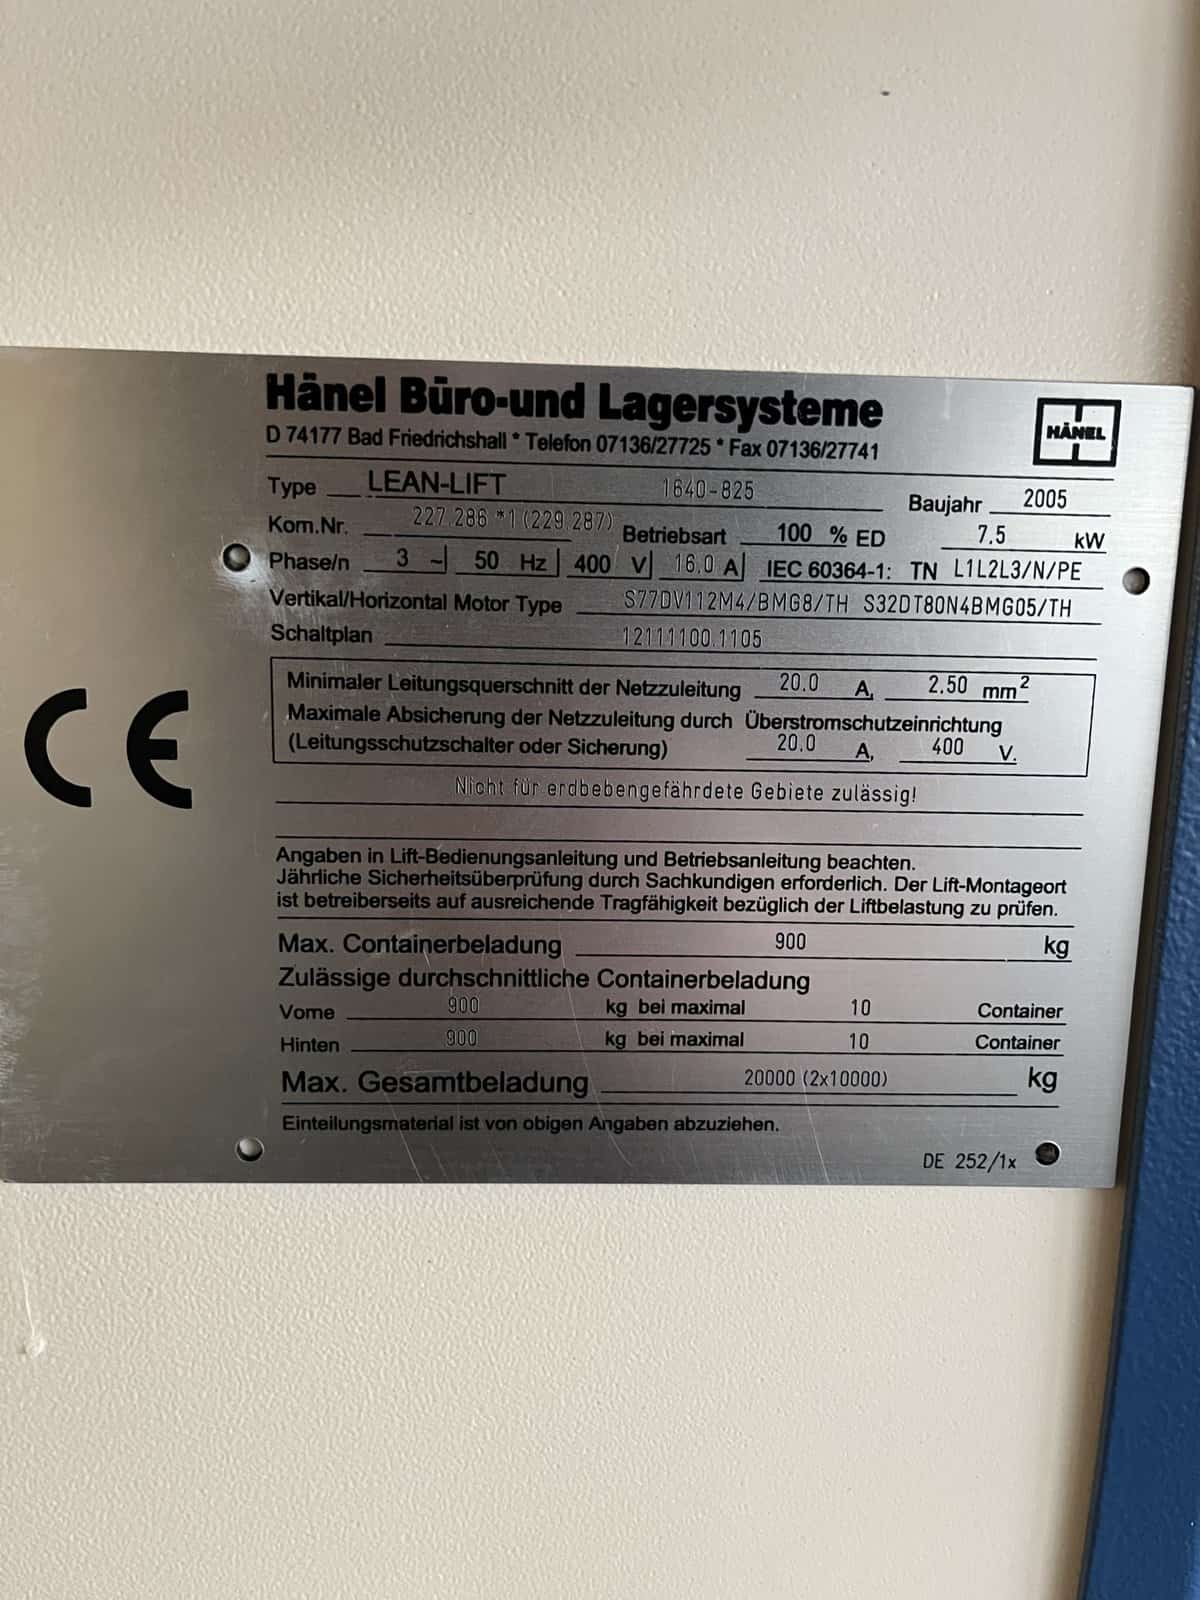 Hänel Büro-und Lagersysteme
D 74177 Bad Friedrichshall * Telefon 07136/27725 * Fax 07136/27741
HÄNEL
Type LEAN-LIFT 1640-825 Baujahr 2005
Kom.Nr. 227.286 *1(229.287) Betriebsart 100 % ED 7.5 kW
Phase/n 3 ~ 50 Hz 400 V 16.0 A IEC 60364-1: TN L1L2L3/N/PE
Vertikal/Horizontal Motor Type S77DV112M4/BMG8/TH S32DT80N4BMG05/TH
Schaltplan 12111100.1105
Minimaler Leitungsquerschnitt der Netzzuleitung 20.0 A, 2.50 mm²
Maximale Absicherung der Netzzuleitung durch Überstromschutzeinrichtung
(Leitungsschutzschalter oder Sicherung) 20.0 A, 400 V.
Nicht für erdbebengefährdete Gebiete zulässig!
CE
Angaben in Lift-Bedienungsanleitung und Betriebsanleitung beachten.
Jährliche Sicherheitsüberprüfung durch Sachkundigen erforderlich. Der Lift-Montageort
ist betreiberseits auf ausreichende Tragfähigkeit bezüglich der Liftbelastung zu prüfen.
Max. Containerbeladung 900 kg
Zulässige durchschnittliche Containerbeladung
Vorne 900 kg bei maximal 10 Container
Hinten 900 kg bei maximal 10 Container
Max. Gesamtbeladung 20000 (2x10000) kg
Einteilungsmaterial ist von obigen Angaben abzuziehen.
DE 252/1x